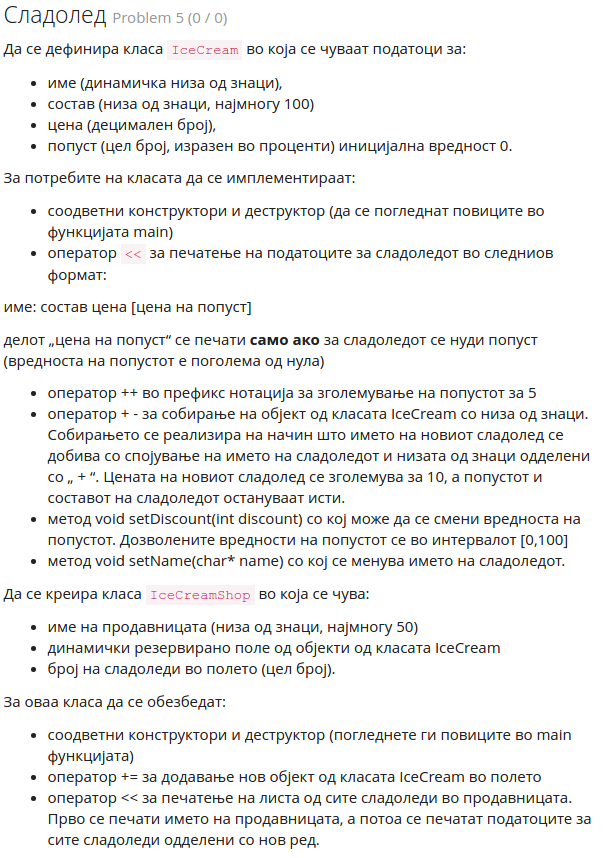 Сладолед Problem 5 (0 / 0)
Да се дефинира класа IceCream во која се чуваат податоци за:
• име (динамичка низа од знаци),
• состав (низа од знаци, најмногу 100)
• цена (децимален број),
• попуст (цел број, изразен во проценти) иницијална вредност 0.
За потребите на класата да се имплементираат:
• соодветни конструктори и деструктор (да се погледнат повиците во
функцијата main)
• оператор << за печатење на податоците за сладоледот во следниов
формат:
име: состав цена [цена на попуст]
делот „цена на попуст“ се печати само ако за сладоледот се нуди попуст
(вредноста на попустот е поголема од нула)
• оператор ++ во префикс нотација за зголемување на попустот за 5
• оператор + - за собирање на објект од класата IceCream со низа од знаци.
Собирањето се реализира на начин што името на новиот сладолед се
добива со спојување на името на сладоледот и низата од знаци одделени
со „ + “. Цената на новиот сладолед се зголемува за 10, а попустот и
составот на сладоледот остануваат исти.
• метод void setDiscount(int discount) со кој може да се смени вредноста на
попустот. Дозволените вредности на попустот се во интервалот [0,100]
• метод void setName(char* name) со кој се менува името на сладоледот.
Да се креира класа IceCreamShop во која се чува:
• име на продавницата (низа од знаци, најмногу 50)
• динамички резервирано поле од објекти од класата IceCream
• број на сладоледи во полето (цел број).
За оваа класа да се обезбедат:
• соодветни конструктори и деструктор (погледнете ги повиците во main
функцијата)
• оператор += за додавање нов објект од класата IceCream во полето
• оператор << за печатење на листа од сите сладоледи во продавницата.
Прво се печати името на продавницата, а потоа се печатат податоците за
сите сладоледи одделени со нов ред.